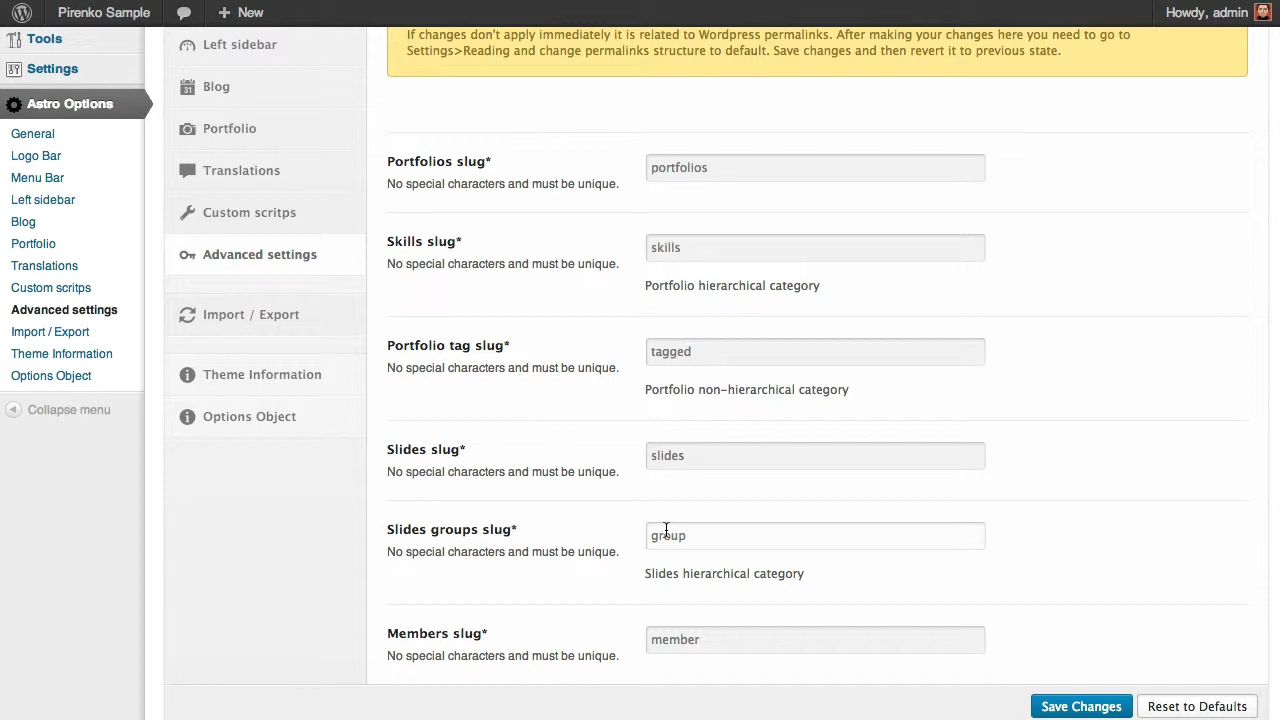 Pirenko Sample
New
Howdy, admin
Tools
Settings
Astro Options
General
Logo Bar
Menu Bar
Left sidebar
Blog
Portfolio
Translations
Custom scritps
Advanced settings
Import / Export
Theme Information
Options Object
Collapse menu
Left sidebar
31
Blog
Portfolio
Translations
Custom scritps
Advanced settings
Import / Export
Theme Information
Options Object
If changes don't apply immediately it is related to Wordpress permalinks. After making your changes here you need to go to
Settings>Reading and change permalinks structure to default. Save changes and then revert it to previous state.
Portfolios slug*
No special characters and must be unique.
portfolios
Skills slug*
No special characters and must be unique.
skills
Portfolio hierarchical category
Portfolio tag slug*
No special characters and must be unique.
tagged
Portfolio non-hierarchical category
Slides slug*
No special characters and must be unique.
slides
Slides groups slug*
No special characters and must be unique.
group
Slides hierarchical category
Members slug*
No special characters and must be unique.
member
Save Changes
Reset to Defaults